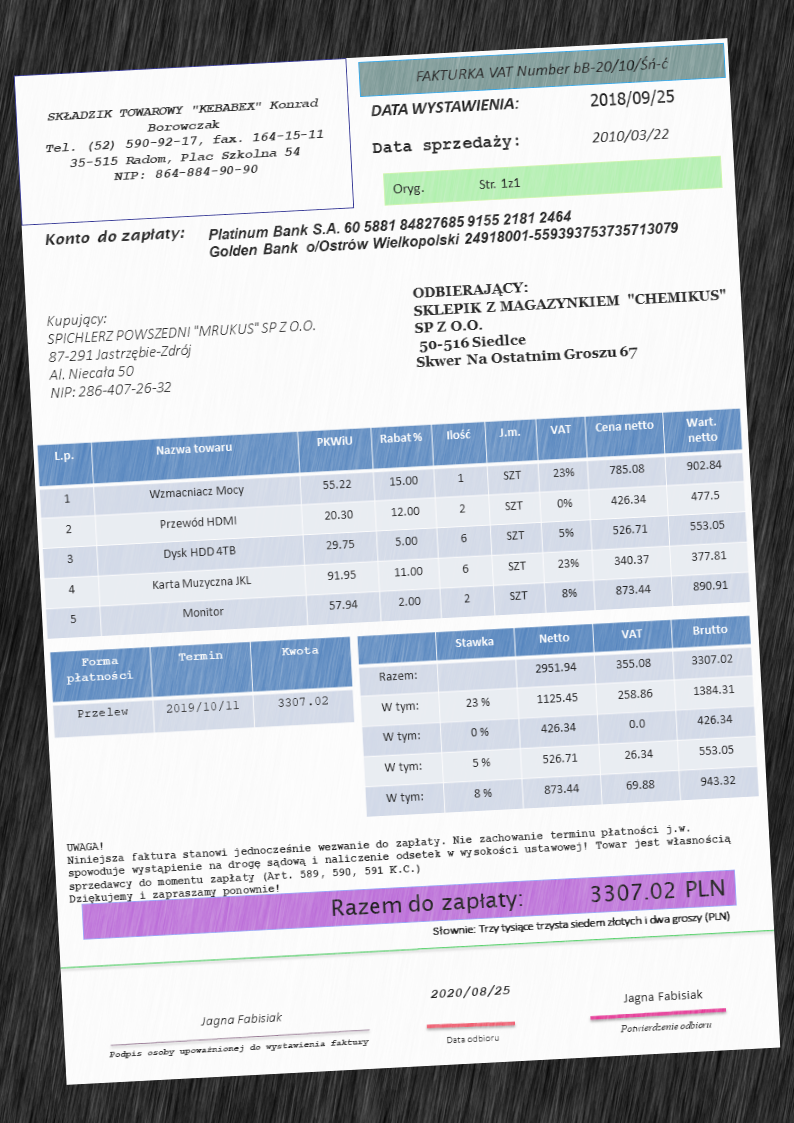 SKŁADZIK TOWAROWY "KEBABEX" Konrad
Borowczak
Tel. (52) 590-92-17, fax. 164-15-11
35-515 Radom, Plac Szkolna 54
NIP: 864-884-90-90
FAKTURKA VAT Number bB-20/10/Śń-ć
DATA WYSTAWIENIA: 2018/09/25
Data sprzedaży: 2010/03/22
Oryg. Str. 1z1
Konto do zapłaty: Platinum Bank S.A. 60 5881 84827685 9155 2181 2464
Golden Bank o/Ostrów Wielkopolski 24918001-559393753735713079
Kupujący:
SPICHLERZ POWSZEDNI "MRUKUS" SP Z O.O.
87-291 Jastrzębie-Zdrój
Al. Niecała 50
NIP: 286-407-26-32
ODBIERAJĄCY:
SKLEPIK Z MAGAZYNKIEM "CHEMIKUS"
SP Z O.O.
50-516 Siedlce
Skwer Na Ostatnim Groszu 67
L.p. Nazwa towaru PKWiU Rabat % Ilość J.m. VAT Cena netto Wart. netto
1 Wzmacniacz Mocy 55.22 15.00 1 SZT 23% 785.08 902.84
2 Przewód HDMI 20.30 12.00 2 SZT 0% 426.34 477.5
3 Dysk HDD 4TB 29.75 5.00 6 SZT 5% 526.71 553.05
4 Karta Muzyczna JKL 91.95 11.00 6 SZT 23% 340.37 377.81
5 Monitor 57.94 2.00 2 SZT 8% 873.44 890.91
Forma płatności Termin Kwota
Przelew 2019/10/11 3307.02
Stawka Netto VAT Brutto
Razem: 2951.94 355.08 3307.02
W tym: 23 % 1125.45 258.86 1384.31
W tym: 0 % 426.34 0.0 426.34
W tym: 5 % 526.71 26.34 553.05
W tym: 8 % 873.44 69.88 943.32
UWAGA!
Niniejsza faktura stanowi jednocześnie wezwanie do zapłaty. Nie zachowanie terminu płatności j.w.
spowoduje wystąpienie na drogę sądową i naliczenie odsetek w wysokości ustawowej! Towar jest własnością
sprzedawcy do momentu zapłaty (Art. 589, 590, 591 K.C.)
Dziękujemy i zapraszamy ponownie!
Razem do zapłaty: 3307.02 PLN
Słownie: Trzy tysiące trzysta siedem złotych i dwa groszy (PLN)
Jagna Fabisiak
Podpis osoby upoważnionej do wystawienia faktury
2020/08/25
Data odbioru
Jagna Fabisiak
Potwierdzenie odbioru